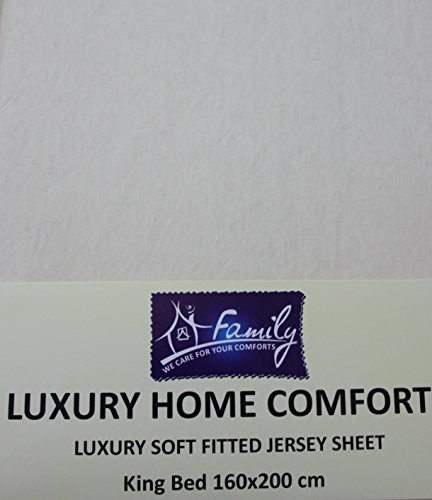 Family
WE CARE FOR YOUR COMFORTS
LUXURY HOME COMFORT
LUXURY SOFT FITTED JERSEY SHEET
King Bed 160x200 cm